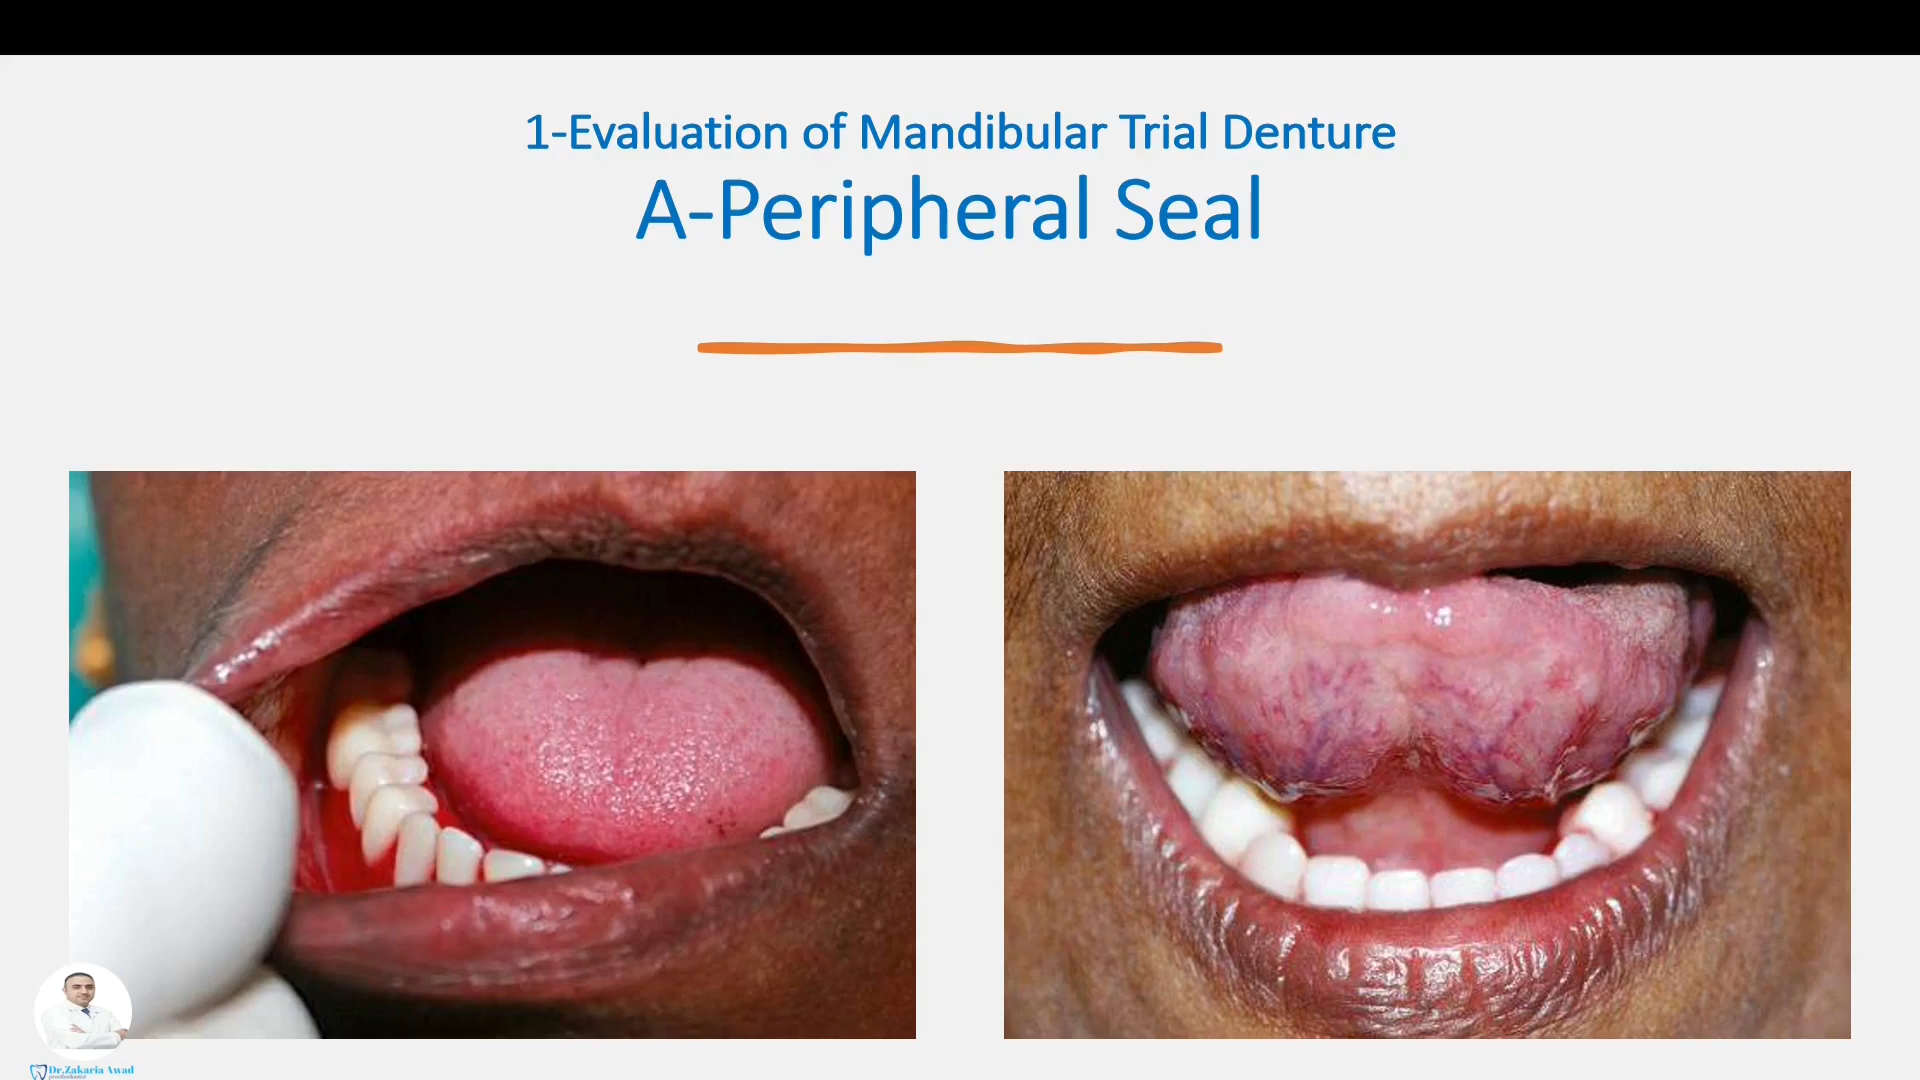 1-Evaluation of Mandibular Trial Denture
A-Peripheral Seal
Dr.Zakaria Awad